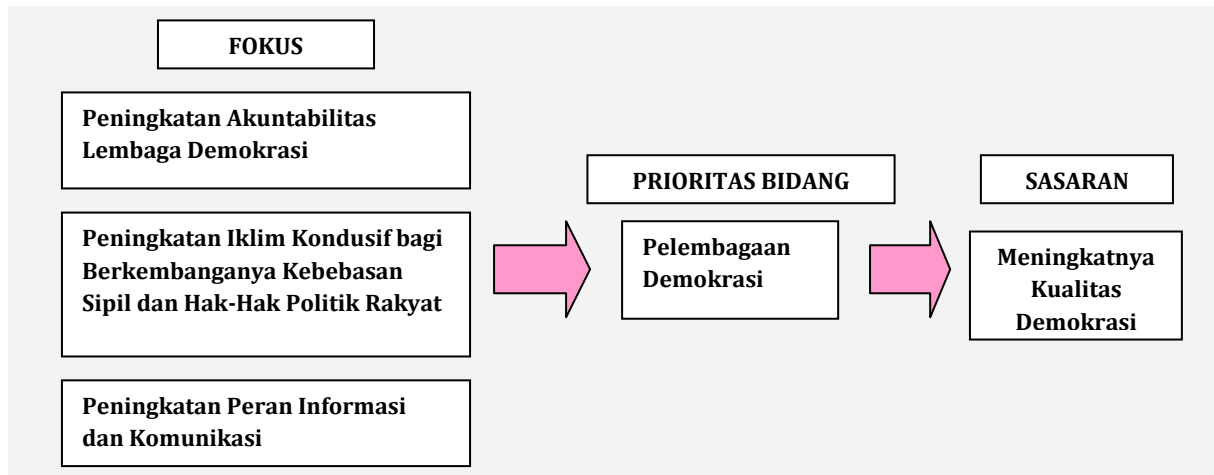 FOKUS
Peningkatan Akuntabilitas
Lembaga Demokrasi
Peningkatan Iklim Kondusif bagi
Berkembanganya Kebebasan
Sipil dan Hak-Hak Politik Rakyat
Peningkatan Peran Informasi
dan Komunikasi
PRIORITAS BIDANG
Pelembagaan
Demokrasi
SASARAN
Meningkatnya
Kualitas
Demokrasi